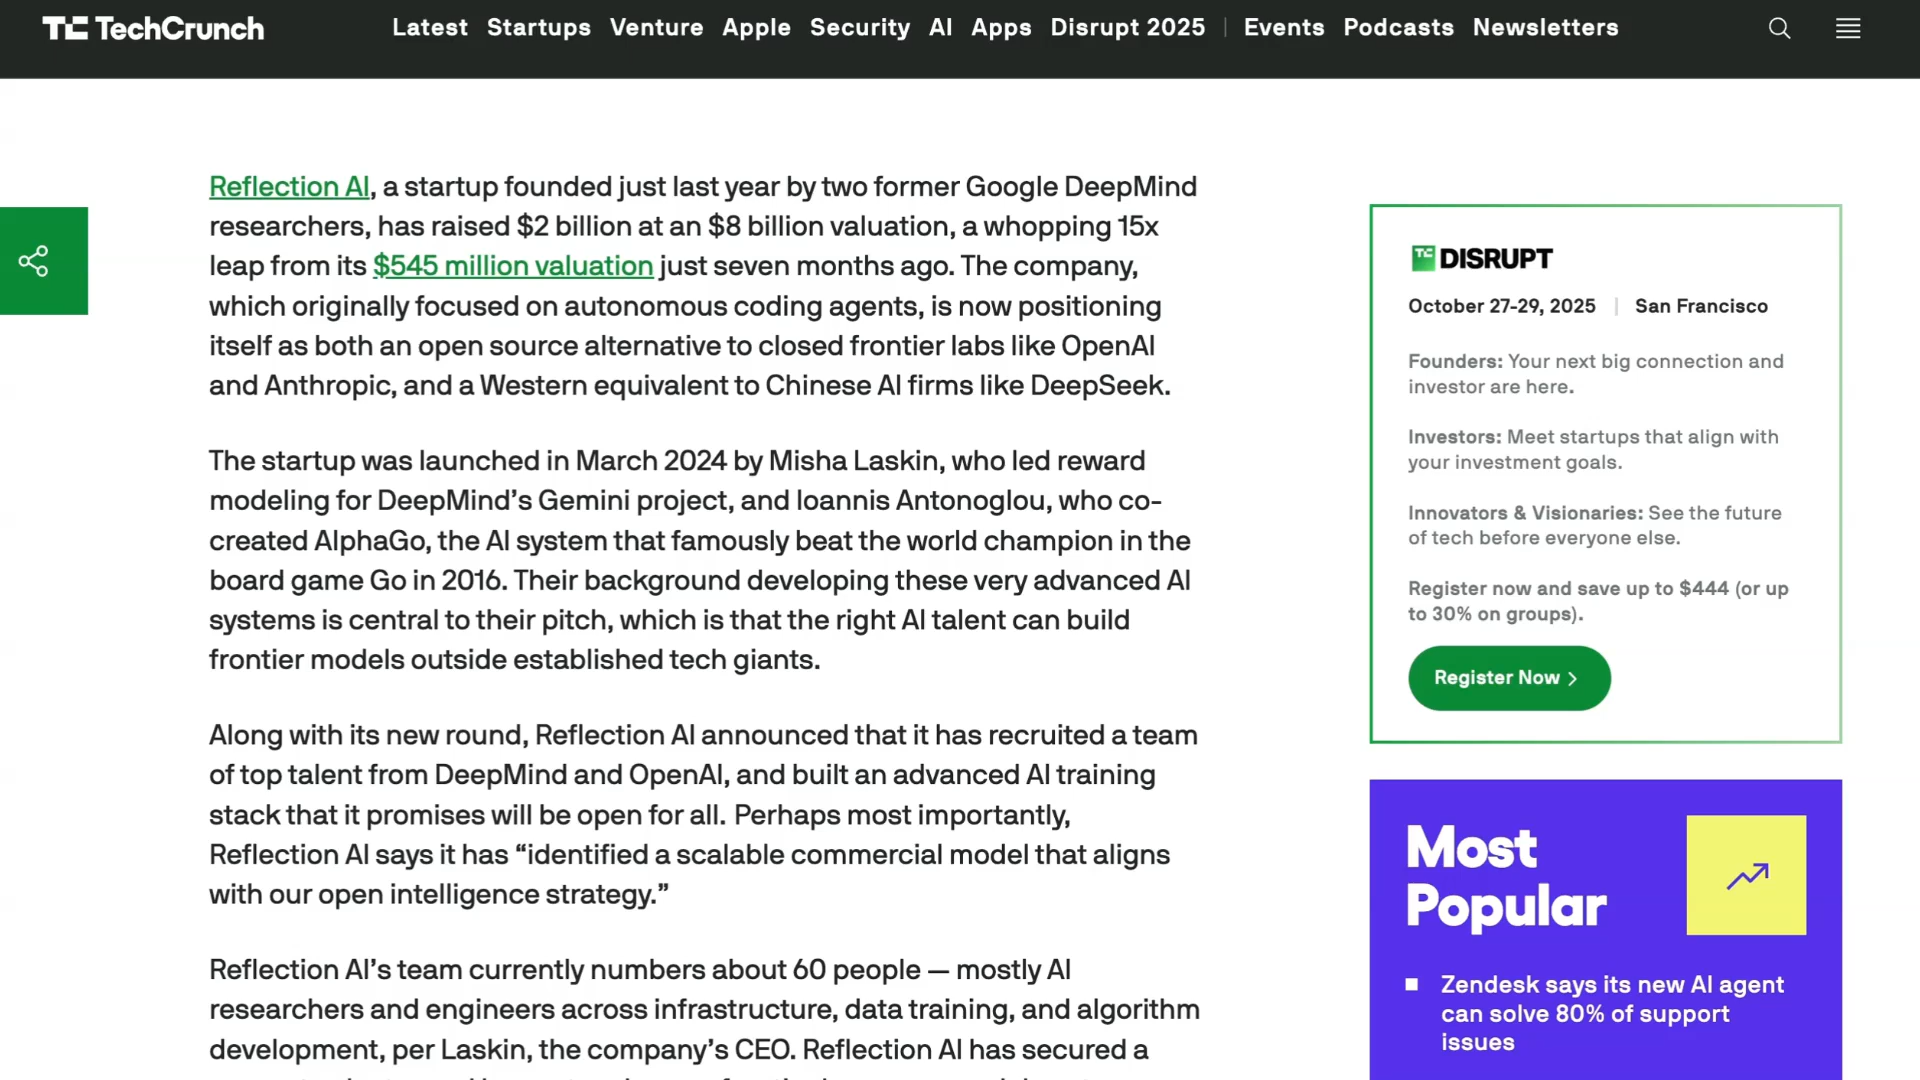 TechCrunch
Latest Startups Venture Apple Security AI Apps Disrupt 2025 | Events Podcasts Newsletters
Reflection AI, a startup founded just last year by two former Google DeepMind
researchers, has raised $2 billion at an $8 billion valuation, a whopping 15x
leap from its $545 million valuation just seven months ago. The company,
which originally focused on autonomous coding agents, is now positioning
itself as both an open source alternative to closed frontier labs like OpenAI
and Anthropic, and a Western equivalent to Chinese AI firms like DeepSeek.
The startup was launched in March 2024 by Misha Laskin, who led reward
modeling for DeepMind’s Gemini project, and Ioannis Antonoglou, who co-
created AlphaGo, the AI system that famously beat the world champion in the
board game Go in 2016. Their background developing these very advanced AI
systems is central to their pitch, which is that the right AI talent can build
frontier models outside established tech giants.
Along with its new round, Reflection AI announced that it has recruited a team
of top talent from DeepMind and OpenAI, and built an advanced AI training
stack that it promises will be open for all. Perhaps most importantly,
Reflection AI says it has “identified a scalable commercial model that aligns
with our open intelligence strategy.”
Reflection AI’s team currently numbers about 60 people — mostly AI
researchers and engineers across infrastructure, data training, and algorithm
development, per Laskin, the company’s CEO. Reflection AI has secured a
TC DISRUPT
October 27-29, 2025 | San Francisco
Founders: Your next big connection and
investor are here.
Investors: Meet startups that align with
your investment goals.
Innovators & Visionaries: See the future
of tech before everyone else.
Register now and save up to $444 (or up
to 30% on groups).
Register Now
Most
Popular
Zendesk says its new AI agent
can solve 80% of support
issues